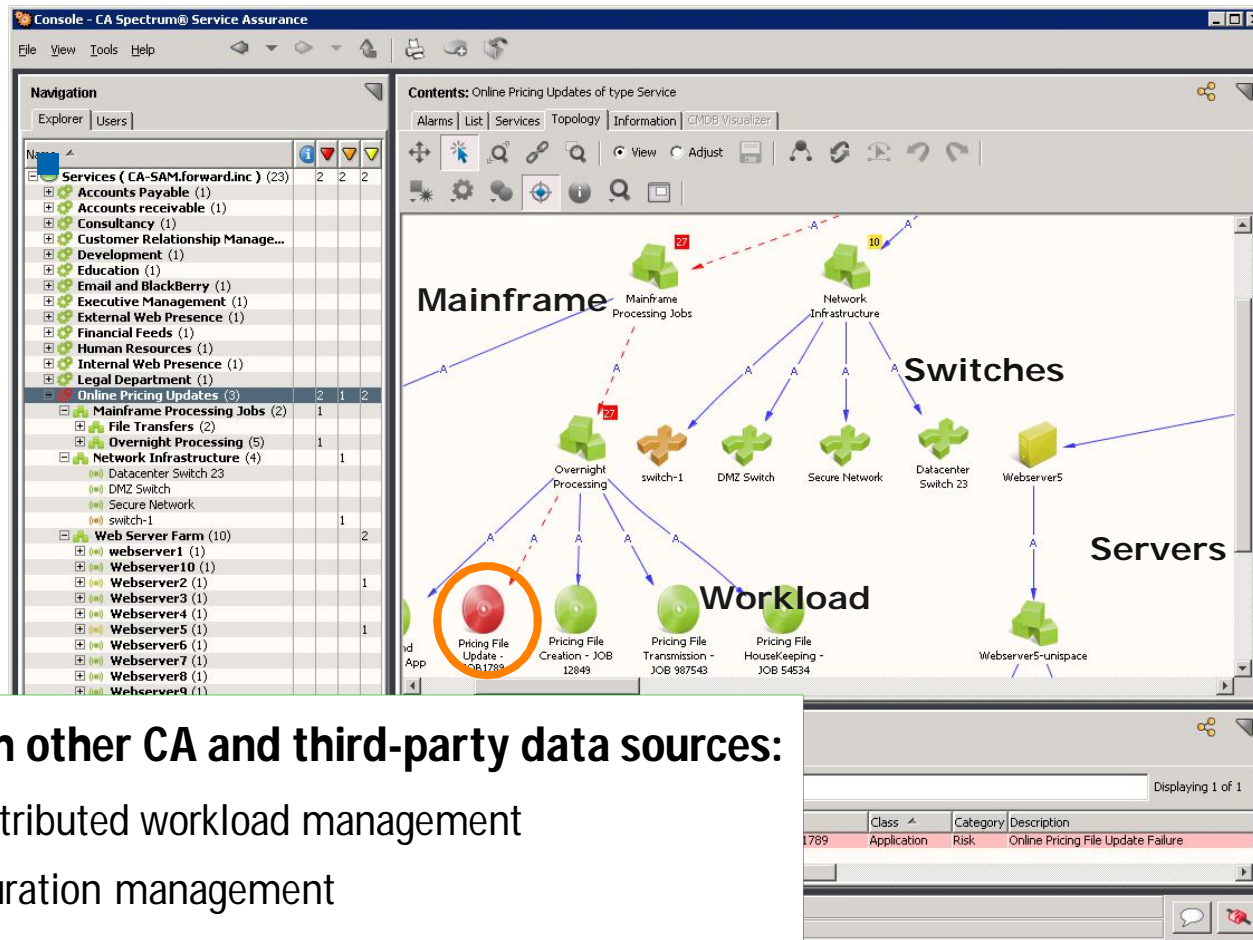 Console - CA Spectrum® Service Assurance
File View Tools Help
Navigation
Explorer Users
Services ( CA-SAM.forward.inc ) (23) 2 2 2
Accounts Payable (1)
Accounts receivable (1)
Consultancy (1)
Customer Relationship Manage...
Development (1)
Education (1)
Email and BlackBerry (1)
Executive Management (1)
External Web Presence (1)
Financial Feeds (1)
Human Resources (1)
Internal Web Presence (1)
Legal Department (1)
Online Pricing Updates (3) 2 1 2
Mainframe Processing Jobs (2) 1
File Transfers (2)
Overnight Processing (5) 1
Network Infrastructure (4) 1
Datacenter Switch 23
DMZ Switch
Secure Network
switch-1 1
Web Server Farm (10) 2
webserver1 (1)
Webserver10 (1)
Webserver2 (1) 1
Webserver3 (1)
Webserver4 (1)
Webserver5 (1) 1
Webserver6 (1)
Webserver7 (1)
Webserver8 (1)
Webserver9 (1)
Contents: Online Pricing Updates of type Service
Alarms List Services Topology Information CMDB Visualizer
View Adjust
A A
27 10
Mainframe
Mainframe
Processing Jobs
Network
Infrastructure
A A A A A A
Switches
27
Overnight
Processing
switch-1
DMZ Switch
Secure Network
Datacenter
Switch 23
Webserver5
A A A A A
Servers
Workload
App
Pricing File
Update -
JOB1789
Pricing File
Creation - JOB
12849
Pricing File
Transmission -
JOB 987543
Pricing File
HouseKeeping -
JOB 54534
Webserver5-unispace
other CA and third-party data sources:
tributed workload management
uration management
Displaying 1 of 1
Class Category Description
1789 Application Risk Online Pricing File Update Failure